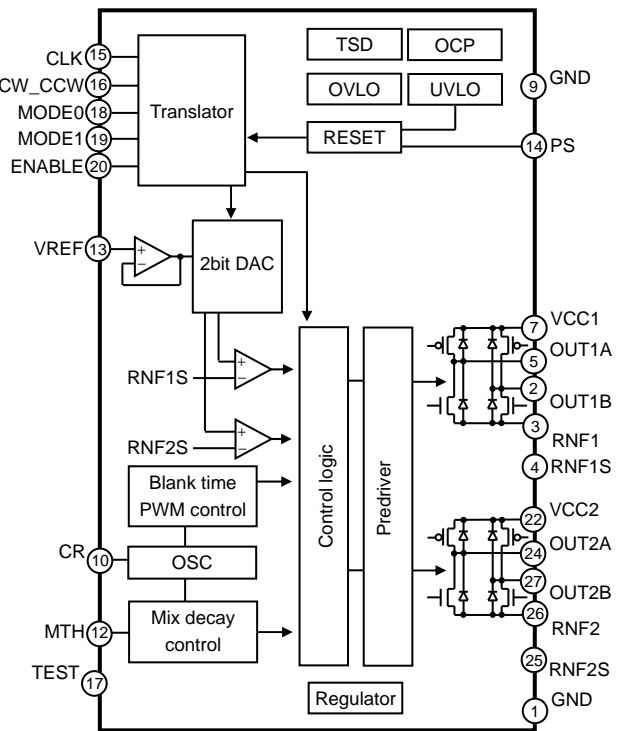 15
CLK
16
CW_CCW
18
MODE0
19
MODE1
20
ENABLE
Translator
TSD
OCP
OVLO
UVLO
RESET
9
GND
14
PS
VREF
13
+
−
2bit DAC
RNF1S
+
−
RNF2S
+
−
Blank time
PWM control
CR
10
OSC
MTH
12
Mix decay
control
TEST
17
Control logic
Predriver
Regulator
7
VCC1
5
OUT1A
2
OUT1B
3
RNF1
4
RNF1S
22
VCC2
24
OUT2A
27
OUT2B
26
RNF2
25
RNF2S
1
GND